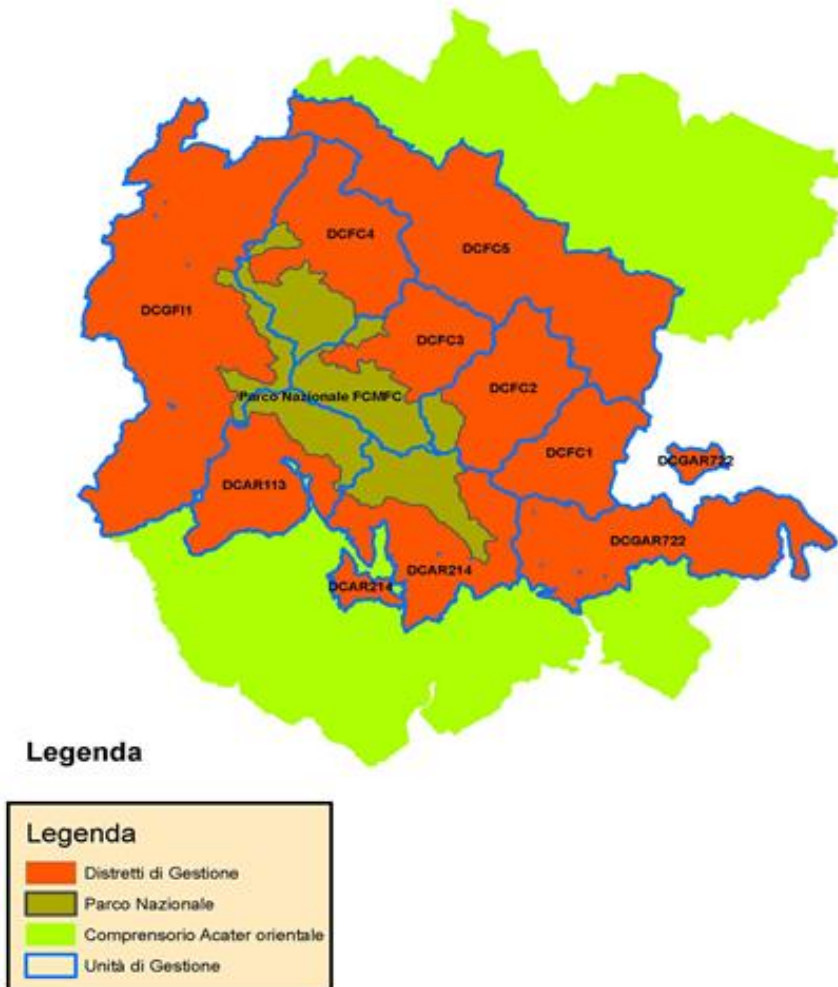 DCFC4
DCFC5
DCGFI1
DCFC3
DCFC2
Parco Nazionale FCMFC
DCFC1
DCGAR722
DCAR113
DCGAR722
DCAR214
DCAR214
Legenda
Legenda
Distretti di Gestione
Parco Nazionale
Comprensorio Acater orientale
Unità di Gestione